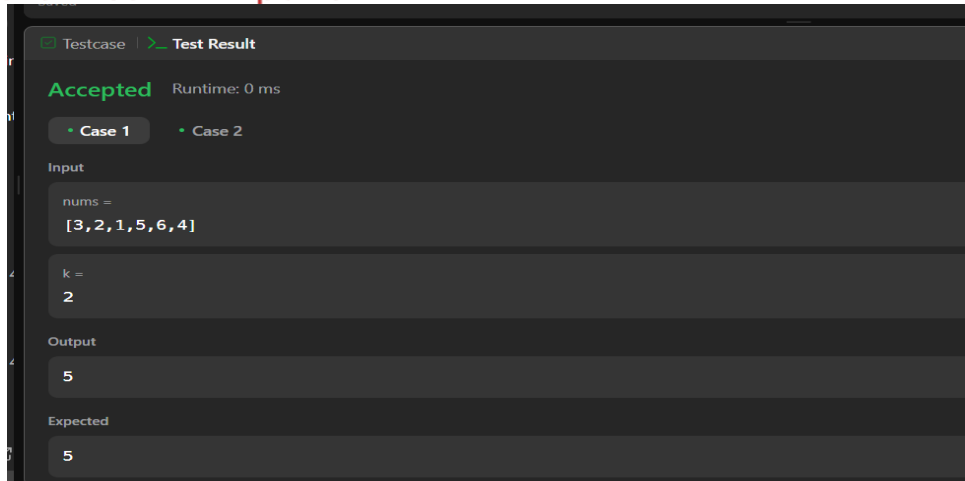 Saved
Testcase >_ Test Result
Accepted Runtime: 0 ms
• Case 1 • Case 2
Input
nums =
[3,2,1,5,6,4]
k =
2
Output
5
Expected
5